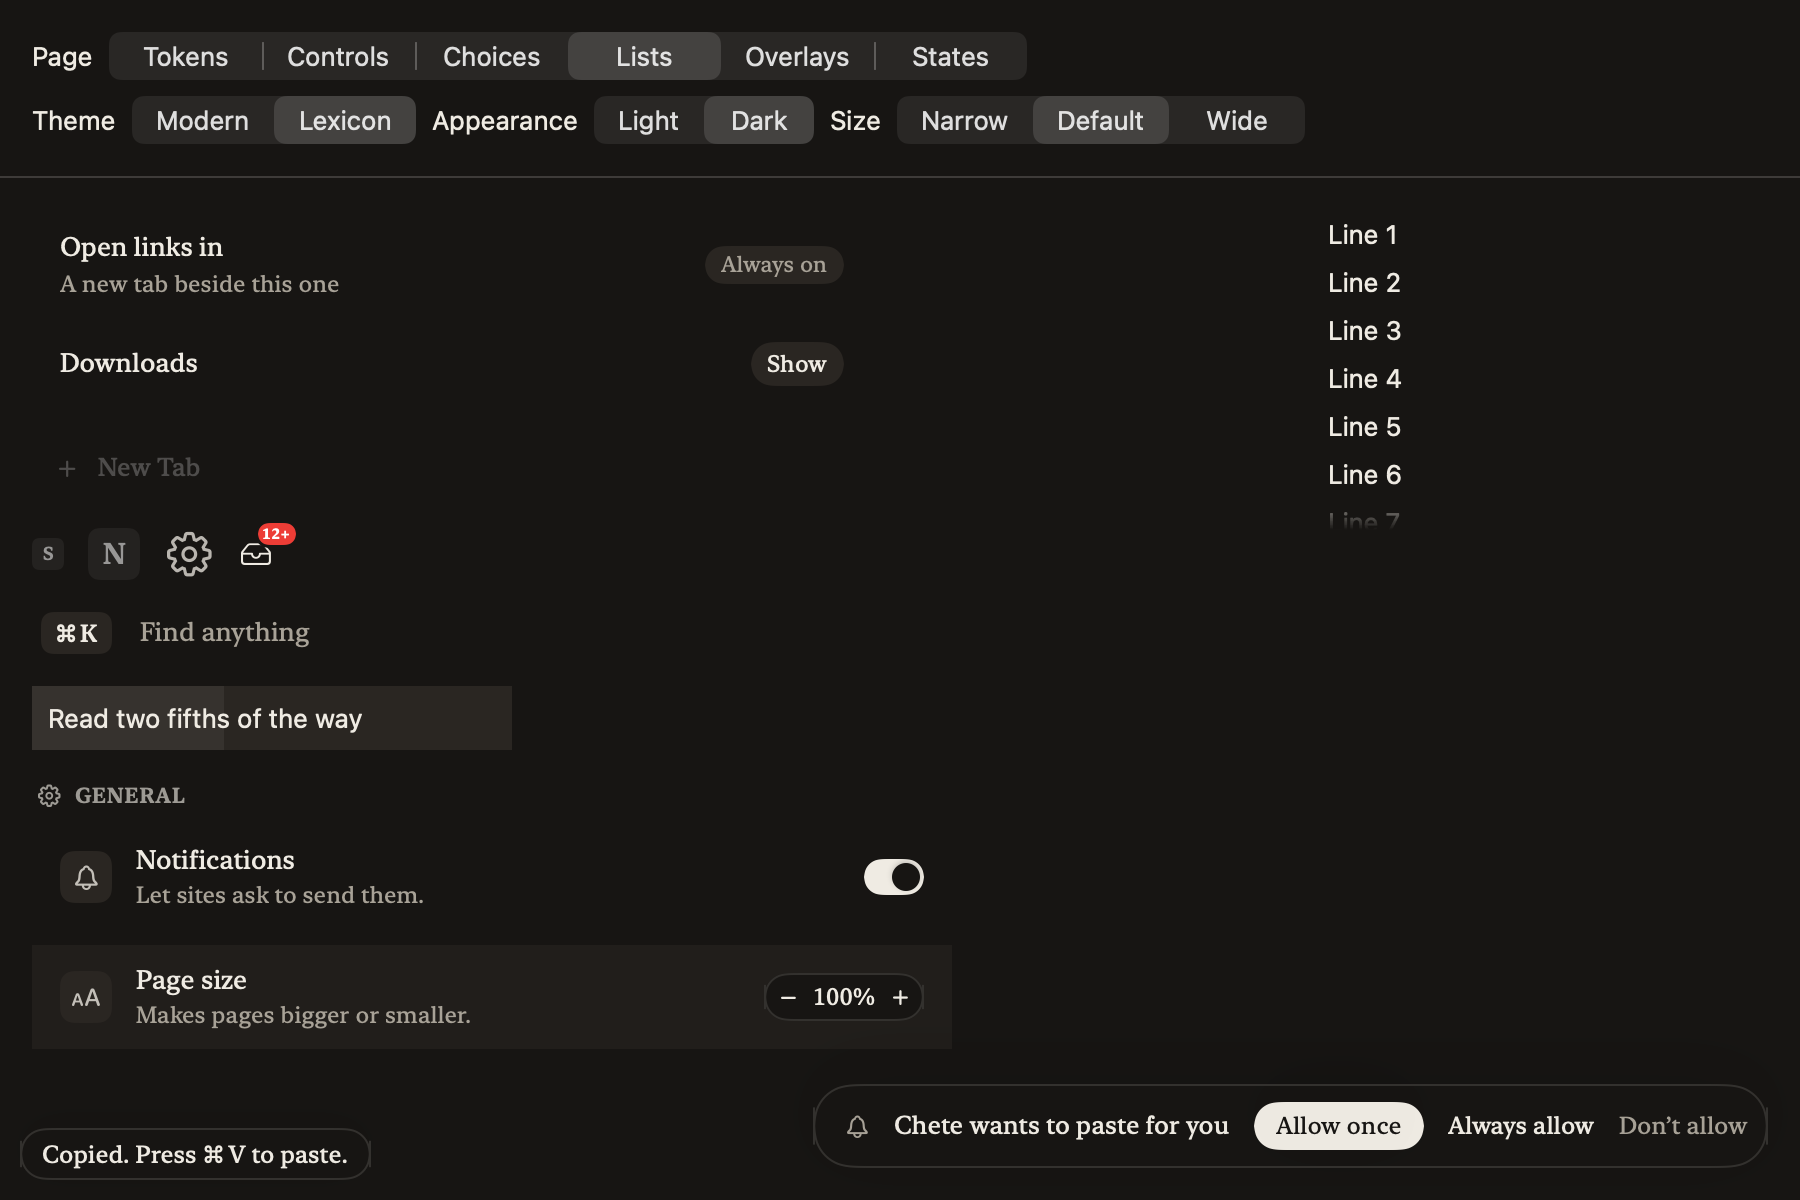 Page Tokens Controls Choices Lists Overlays States
Theme Modern Lexicon Appearance Light Dark Size Narrow Default Wide
Open links in
A new tab beside this one
Always on
Downloads
Show
+ New Tab
S N 12+
⌘K Find anything
Read two fifths of the way
GENERAL
Notifications
Let sites ask to send them.
AA
Page size
Makes pages bigger or smaller.
− 100% +
Line 1
Line 2
Line 3
Line 4
Line 5
Line 6
Line 7
Chete wants to paste for you Allow once Always allow Don’t allow
Copied. Press ⌘V to paste.